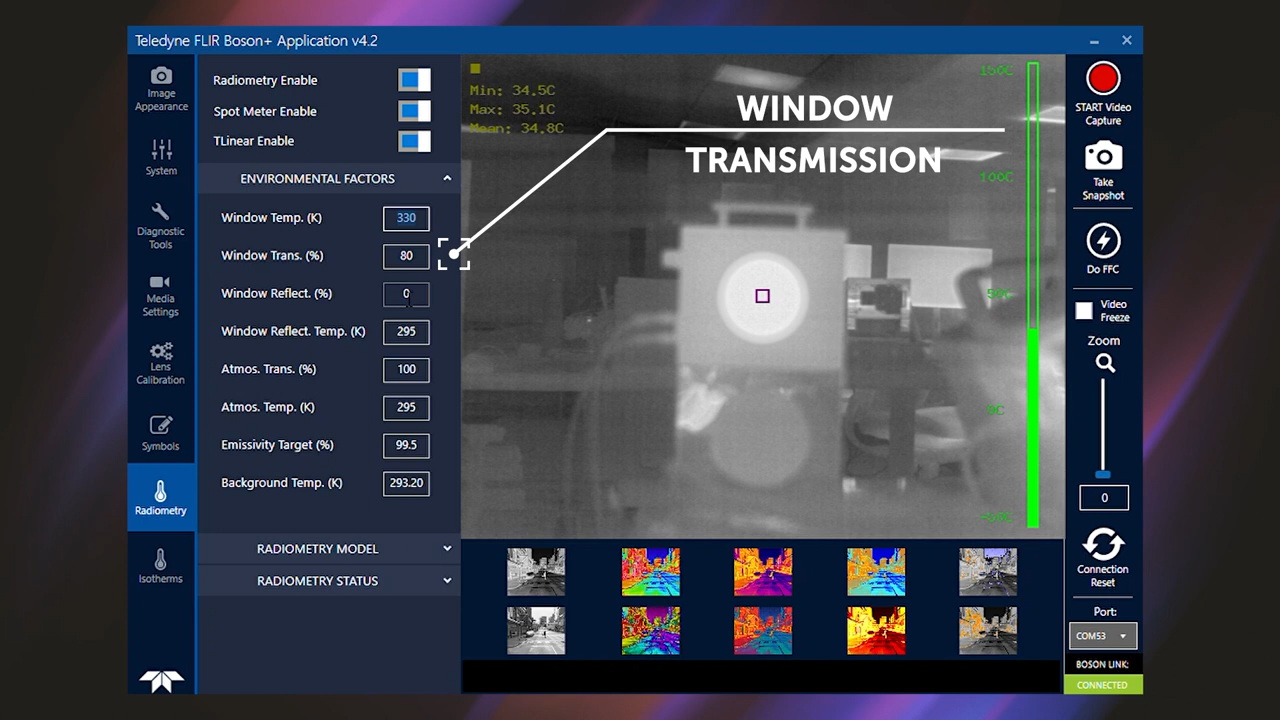 Teledyne FLIR Boson+ Application v4.2
Image
Appearance
System
Diagnostic
Tools
Media
Settings
Lens
Calibration
Symbols
Radiometry
Isotherms
Radiometry Enable
Spot Meter Enable
TLinear Enable
ENVIRONMENTAL FACTORS
Window Temp. (K) 330
Window Trans. (%) 80
Window Reflect. (%) 0
Window Reflect. Temp. (K) 295
Atmos. Trans. (%) 100
Atmos. Temp. (K) 295
Emissivity Target (%) 99.5
Background Temp. (K) 293.20
RADIOMETRY MODEL
RADIOMETRY STATUS
Min: 34.5C
Max: 35.1C
Mean: 34.8C
WINDOW
TRANSMISSION
150C
100C
50C
0C
START Video
Capture
Take
Snapshot
Do FFC
Video
Freeze
Zoom
0
Connection
Reset
Port:
COM53
BOSON LINK:
CONNECTED